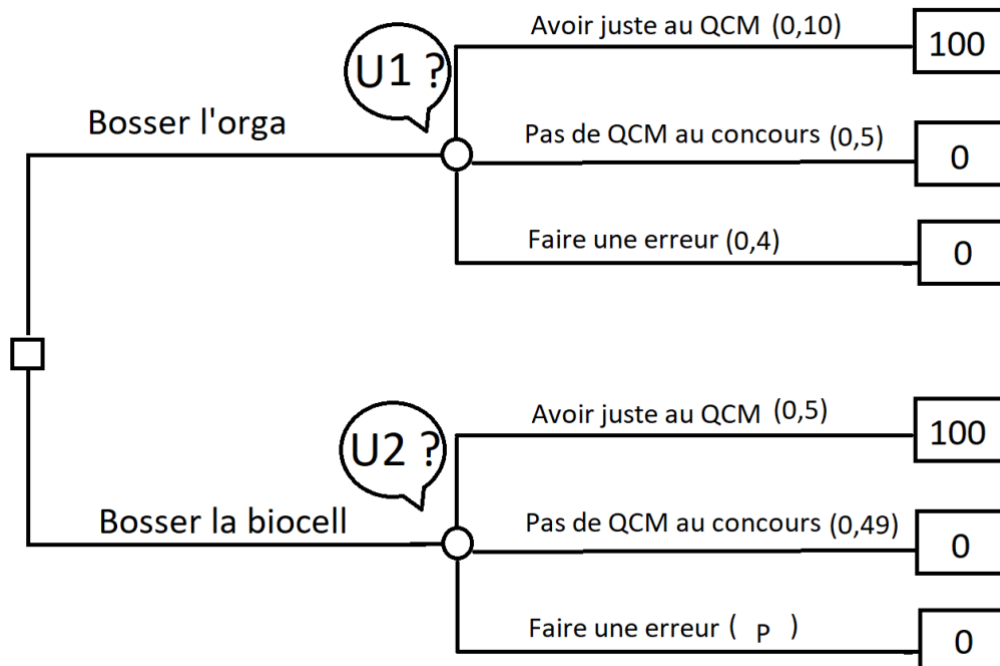 Avoir juste au QCM (0,10)
100
U1 ?
Bosser l'orga
Pas de QCM au concours (0,5)
0
Faire une erreur (0,4)
0
Avoir juste au QCM (0,5)
100
U2 ?
Bosser la biocell
Pas de QCM au concours (0,49)
0
Faire une erreur ( P )
0